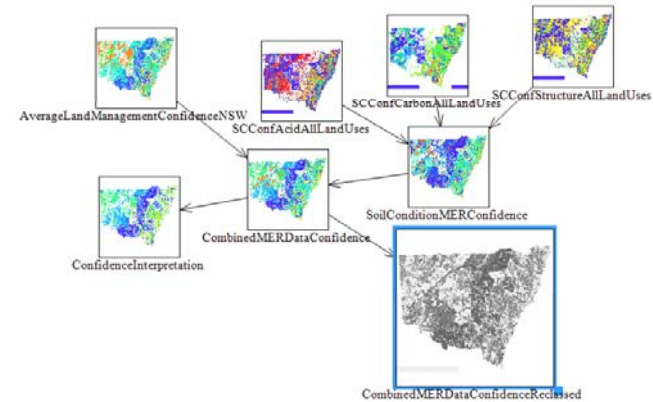 AverageLandManagementConfidenceNSW
SCConfAcidAllLandUses
SCConfCarbonAllLandUses
SCConfStructureAllLandUses
SoilConditionMERConfidence
CombinedMERDataConfidence
ConfidenceInterpretation
CombinedMERDataConfidenceReclassed